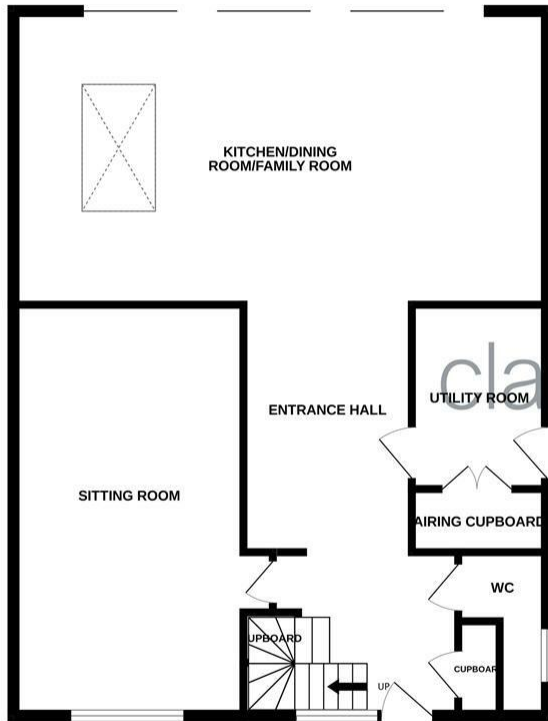 KITCHEN/DINING
ROOM/FAMILY ROOM
cla
UTILITY ROOM
ENTRANCE HALL
SITTING ROOM
AIRING CUPBOARD
WC
UPBOARD
CUPBOAR
UP